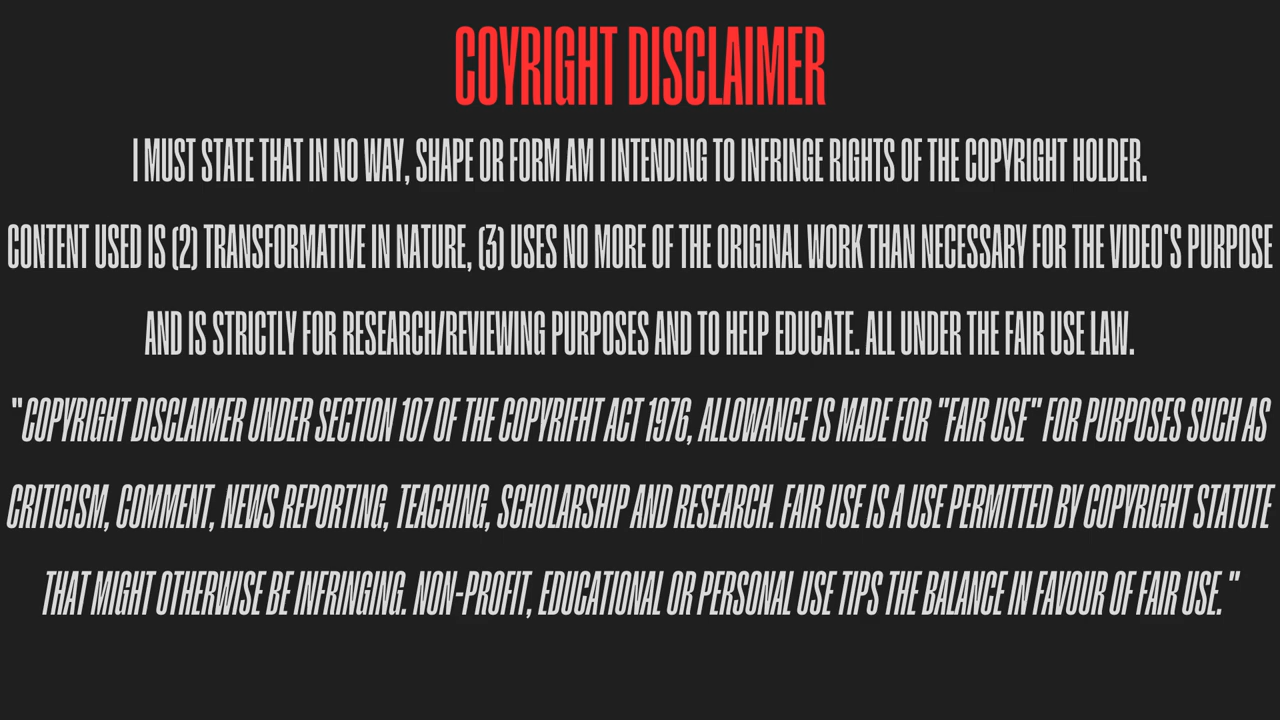 COYRIGHT DISCLAIMER
I MUST STATE THAT IN NO WAY, SHAPE OR FORM AM I INTENDING TO INFRINGE RIGHTS OF THE COPYRIGHT HOLDER.
CONTENT USED IS (2) TRANSFORMATIVE IN NATURE, (3) USES NO MORE OF THE ORIGINAL WORK THAN NECESSARY FOR THE VIDEO'S PURPOSE
AND IS STRICTLY FOR RESEARCH/REVIEWING PURPOSES AND TO HELP EDUCATE. ALL UNDER THE FAIR USE LAW.
"COPYRIGHT DISCLAIMER UNDER SECTION 107 OF THE COPYRIFHT ACT 1976, ALLOWANCE IS MADE FOR "FAIR USE" FOR PURPOSES SUCH AS
CRITICISM, COMMENT, NEWS REPORTING, TEACHING, SCHOLARSHIP AND RESEARCH. FAIR USE IS A USE PERMITTED BY COPYRIGHT STATUTE
THAT MIGHT OTHERWISE BE INFRINGING. NON-PROFIT, EDUCATIONAL OR PERSONAL USE TIPS THE BALANCE IN FAVOUR OF FAIR USE."